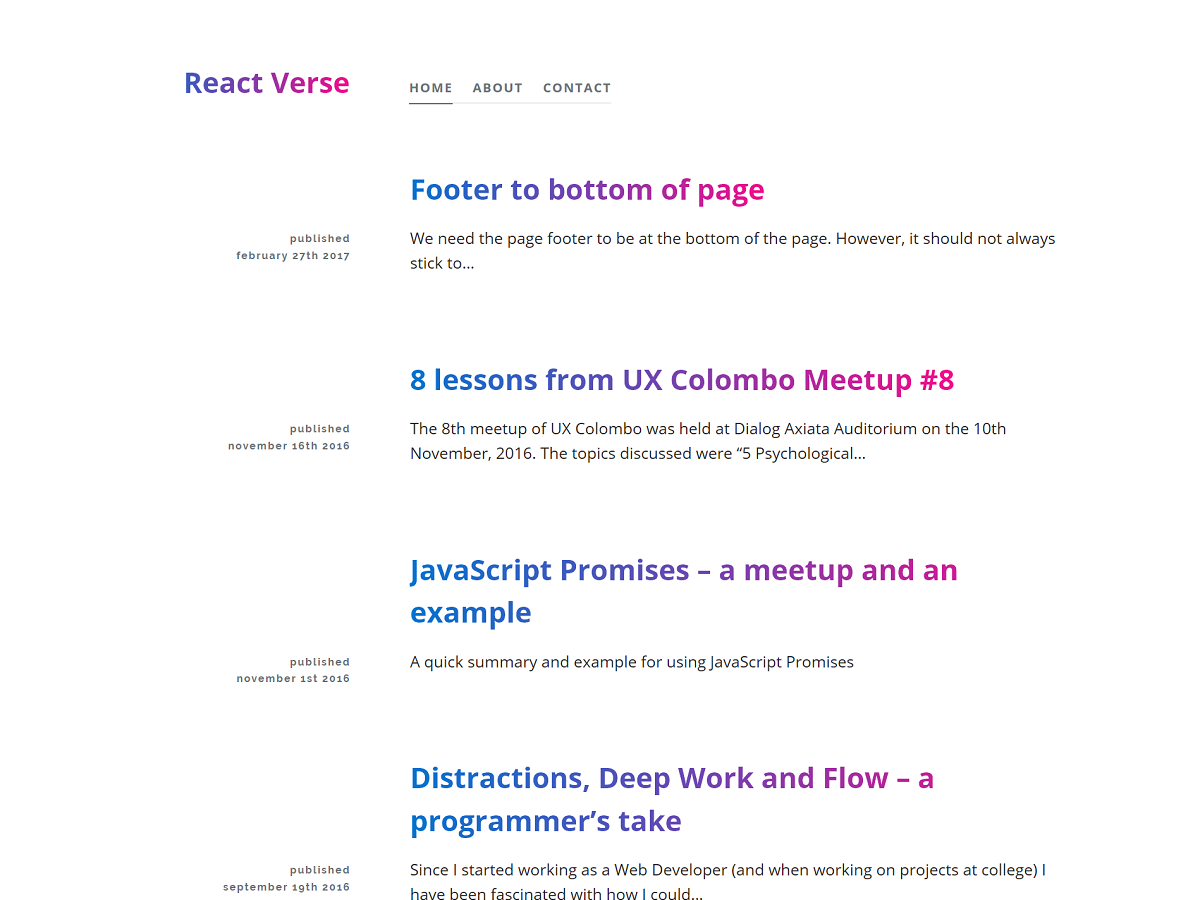 React Verse
HOME ABOUT CONTACT
Footer to bottom of page
published
february 27th 2017
We need the page footer to be at the bottom of the page. However, it should not always
stick to...
8 lessons from UX Colombo Meetup #8
published
november 16th 2016
The 8th meetup of UX Colombo was held at Dialog Axiata Auditorium on the 10th
November, 2016. The topics discussed were “5 Psychological...
JavaScript Promises – a meetup and an
example
published
november 1st 2016
A quick summary and example for using JavaScript Promises
Distractions, Deep Work and Flow – a
programmer’s take
published
september 19th 2016
Since I started working as a Web Developer (and when working on projects at college) I
have been fascinated with how I could...